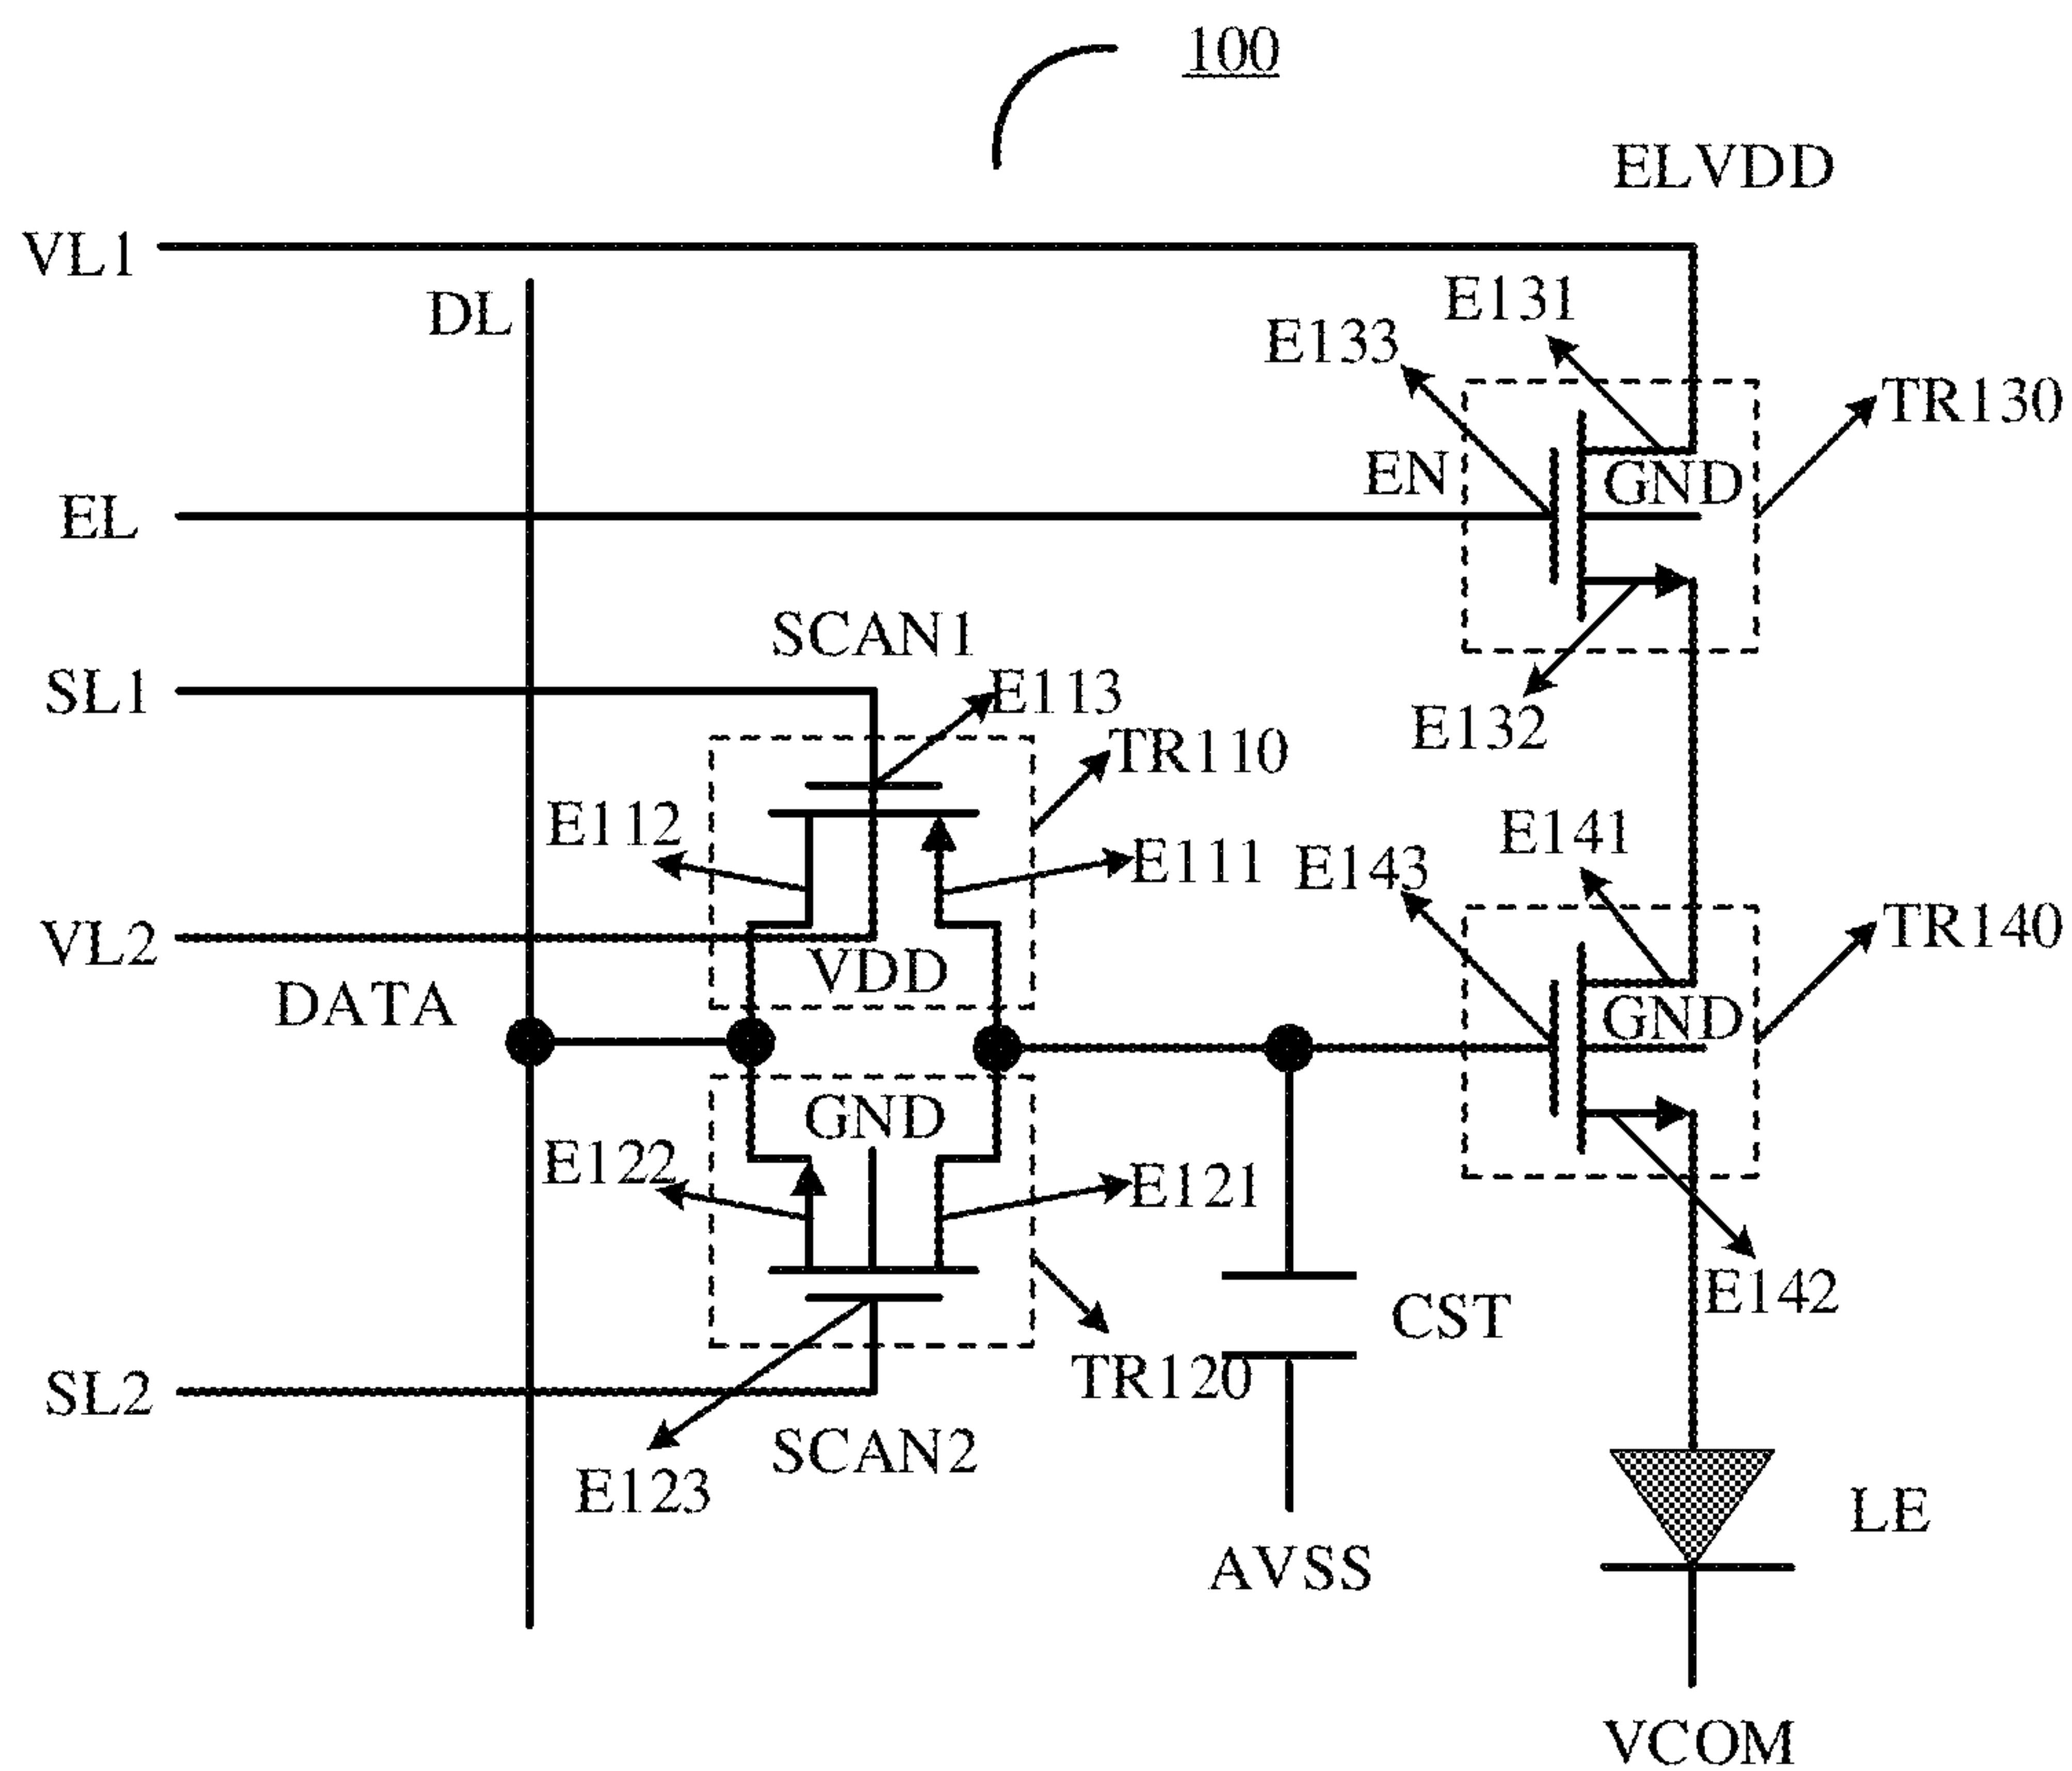 100
ELVDD
VL1
DL
E131
E133
TR130
EN
GND
EL
SCAN1
SL1
E113
E132
TR110
E112
E111
E141
E143
VL2
VDD
TR140
DATA
GND
GND
E122
E121
E142
CST
SL2
TR120
SCAN2
E123
LE
AVSS
VCOM